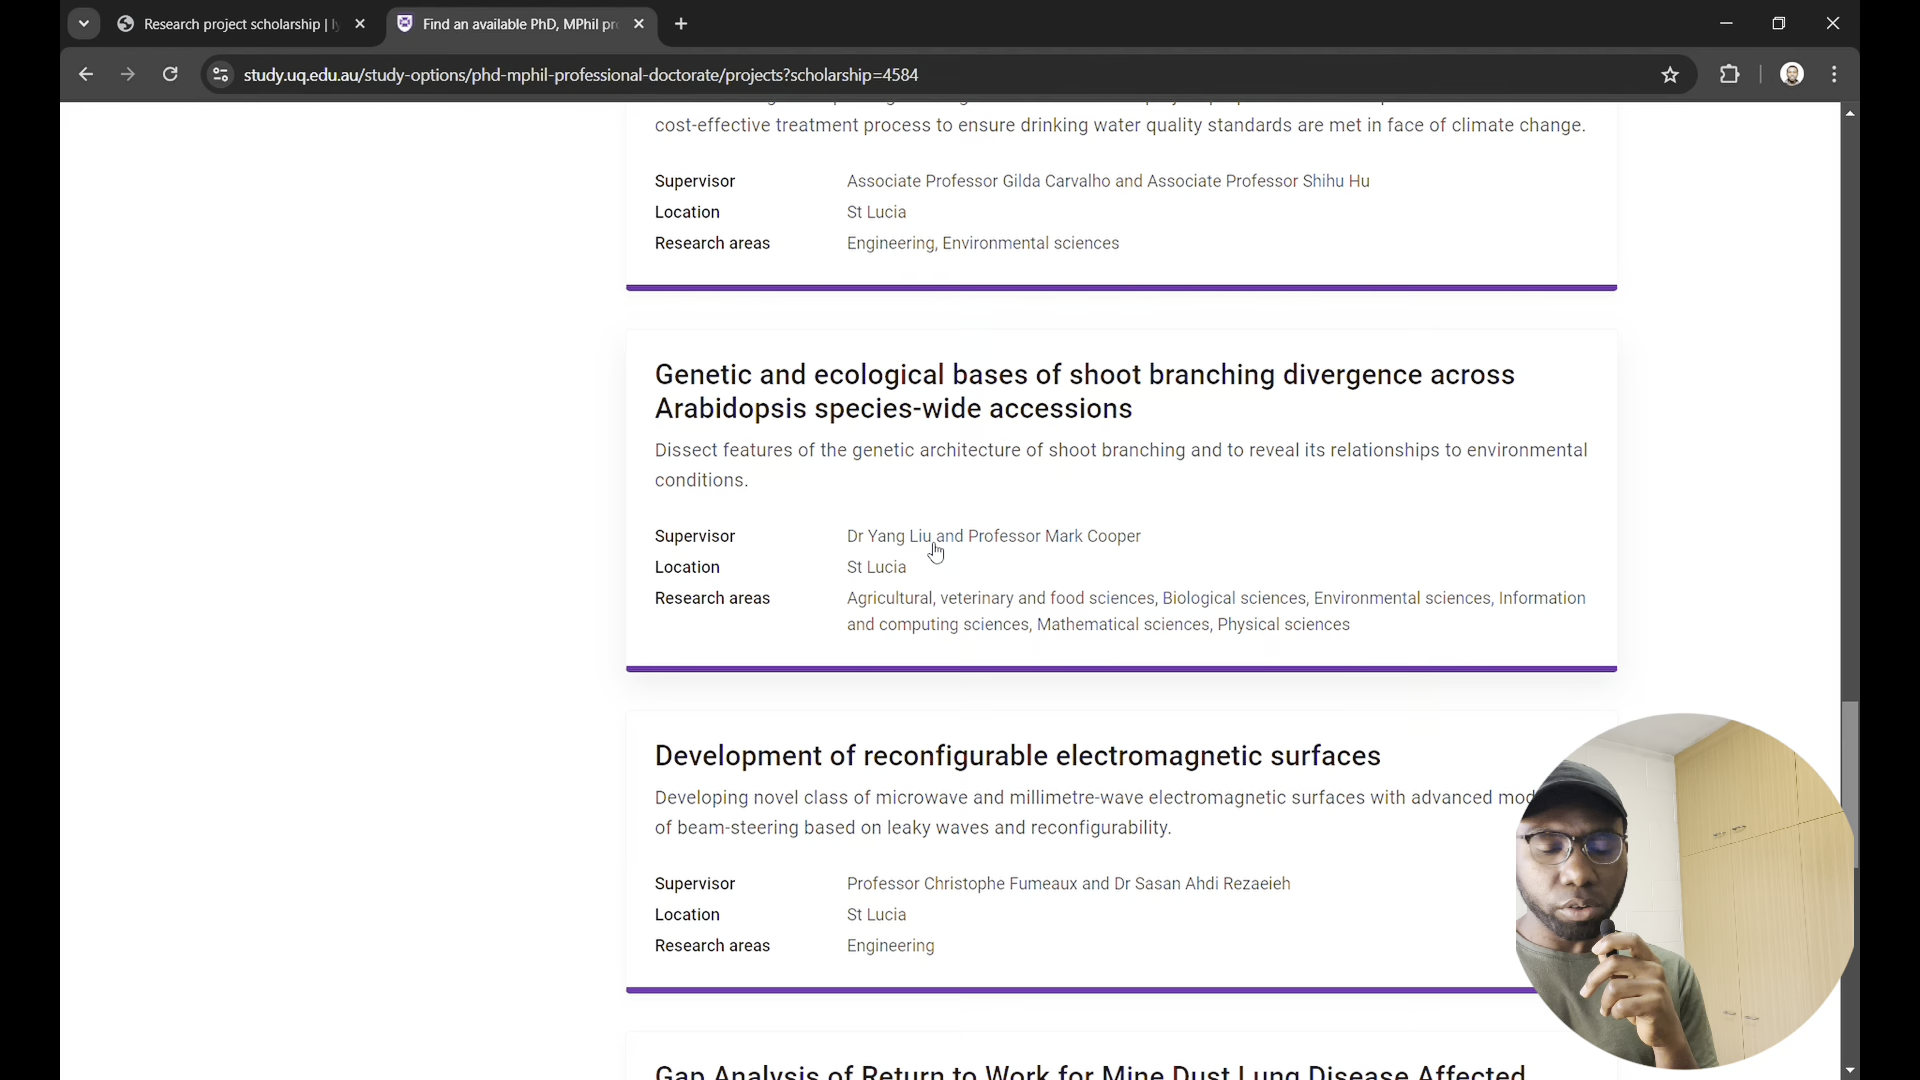 Research project scholarship |
Find an available PhD, MPhil pr
study.uq.edu.au/study-options/phd-mphil-professional-doctorate/projects?scholarship=4584
cost-effective treatment process to ensure drinking water quality standards are met in face of climate change.
Supervisor Associate Professor Gilda Carvalho and Associate Professor Shihu Hu
Location St Lucia
Research areas Engineering, Environmental sciences
Genetic and ecological bases of shoot branching divergence across
Arabidopsis species-wide accessions
Dissect features of the genetic architecture of shoot branching and to reveal its relationships to environmental
conditions.
Supervisor Dr Yang Liu and Professor Mark Cooper
Location St Lucia
Research areas Agricultural, veterinary and food sciences, Biological sciences, Environmental sciences, Information
and computing sciences, Mathematical sciences, Physical sciences
Development of reconfigurable electromagnetic surfaces
Developing novel class of microwave and millimetre-wave electromagnetic surfaces with advanced mod
of beam-steering based on leaky waves and reconfigurability.
Supervisor Professor Christophe Fumeaux and Dr Sasan Ahdi Rezaeieh
Location St Lucia
Research areas Engineering
Gap Analysis of Return to Work for Mine Dust Lung Disease Affected